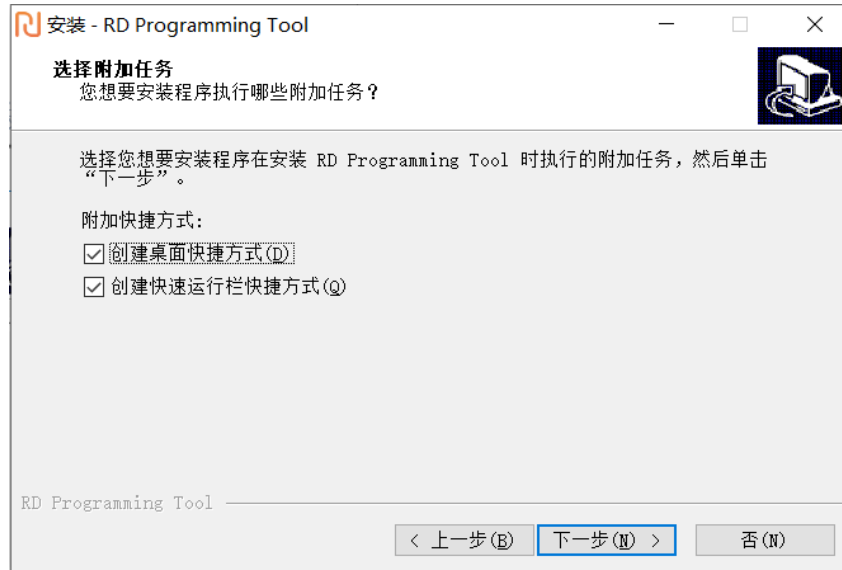 安装 - RD Programming Tool
选择附加任务
您想要安装程序执行哪些附加任务？
选择您想要安装程序在安装 RD Programming Tool 时执行的附加任务，然后单击
“下一步”。
附加快捷方式:
创建桌面快捷方式(D)
创建快速运行栏快捷方式(Q)
RD Programming Tool
< 上一步(B)
下一步(N) >
否(N)